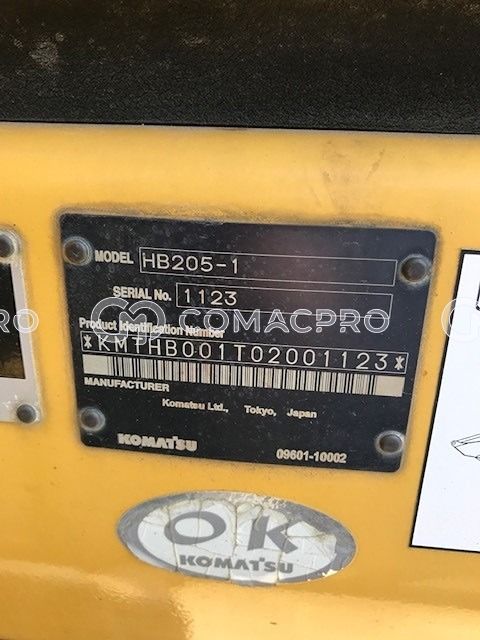 MODEL HB205-1
SERIAL No. 1123
COMACPRO
PRO
Product Identification Number
*KMTHB001T02001123*
MANUFACTURER
Komatsu Ltd., Tokyo, Japan
KOMATSU 09601-10002
OK
KOMATSU